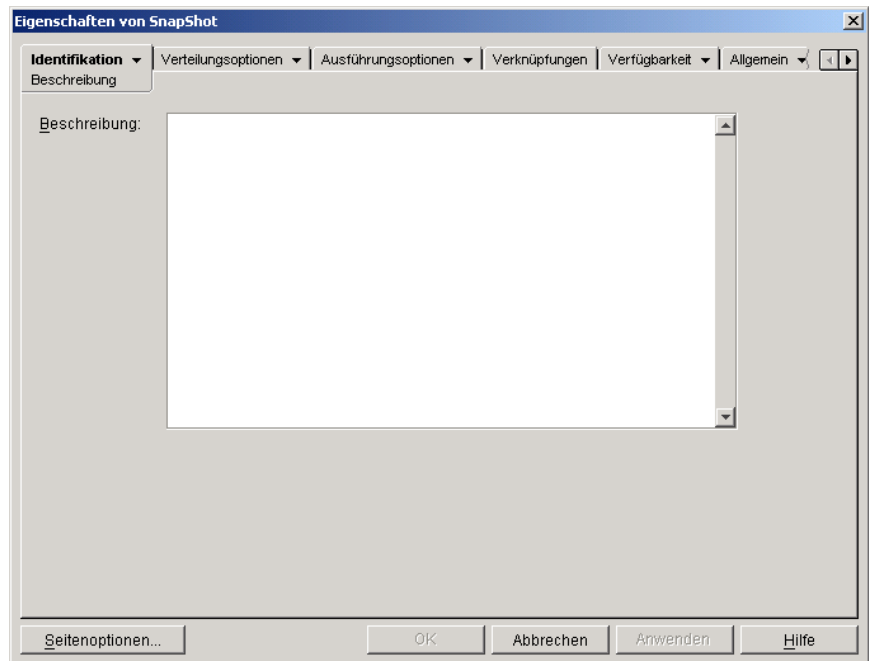 Eigenschaften von SnapShot
Identifikation Verteilungsoptionen Ausführungsoptionen Verknüpfungen Verfügbarkeit Allgemein
Beschreibung
Beschreibung:
Seitenoptionen... OK Abbrechen Anwenden Hilfe